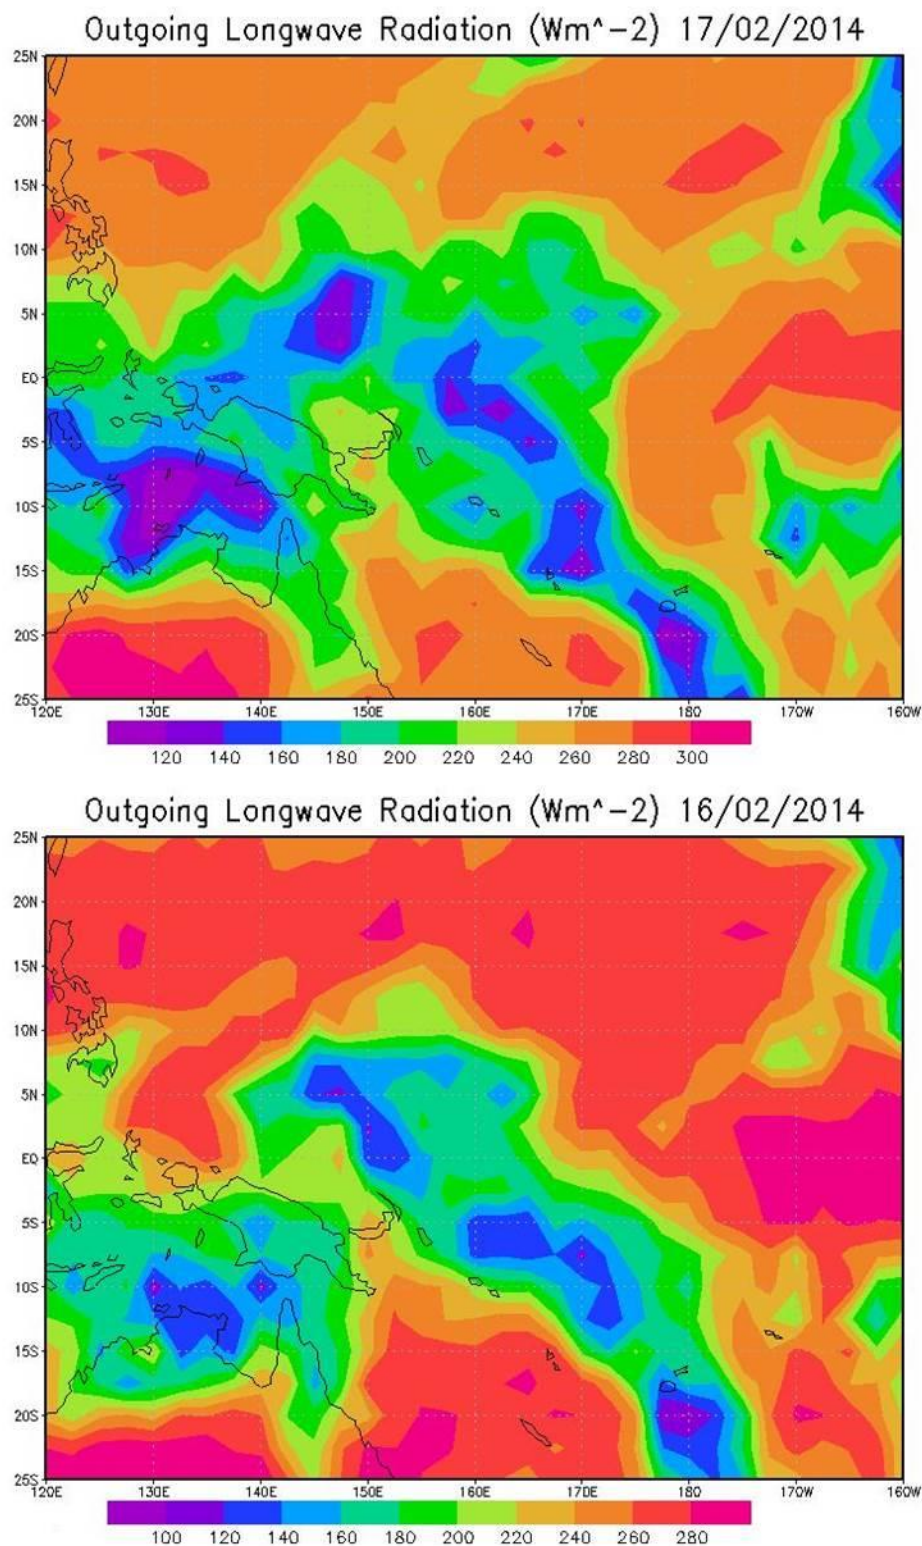 Outgoing Longwave Radiation (Wm^-2) 17/02/2014
25N
20N
15N
10N
5N
EQ
5S
10S
15S
20S
25S
120E 130E 140E 150E 160E 170E 180 170W 160W
120 140 160 180 200 220 240 260 280 300
Outgoing Longwave Radiation (Wm^-2) 16/02/2014
25N
20N
15N
10N
5N
EQ
5S
10S
15S
20S
25S
120E 130E 140E 150E 160E 170E 180 170W 160W
100 120 140 160 180 200 220 240 260 280